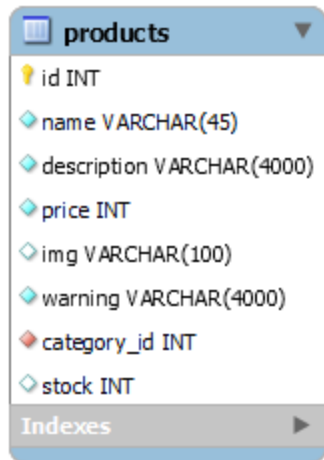 products
id INT
name VARCHAR(45)
description VARCHAR(4000)
price INT
img VARCHAR(100)
warning VARCHAR(4000)
category_id INT
stock INT
Indexes